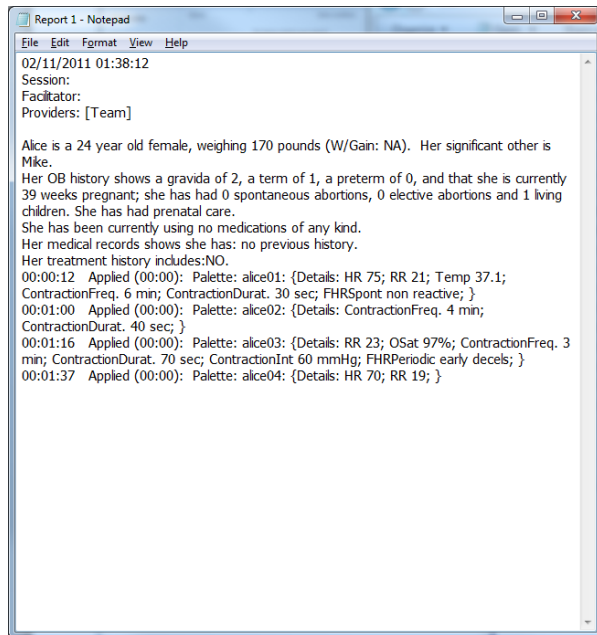 Report 1 - Notepad
File Edit Format View Help
02/11/2011 01:38:12
Session:
Facilitator:
Providers: [Team]
Alice is a 24 year old female, weighing 170 pounds (W/Gain: NA).  Her significant other is
Mike.
Her OB history shows a gravida of 2, a term of 1, a preterm of 0, and that she is currently
39 weeks pregnant; she has had 0 spontaneous abortions, 0 elective abortions and 1 living
children. She has had prenatal care.
She has been currently using no medications of any kind.
Her medical records shows she has: no previous history.
Her treatment history includes:NO.
00:00:12   Applied (00:00):  Palette: alice01: {Details: HR 75; RR 21; Temp 37.1;
ContractionFreq. 6 min; ContractionDurat. 30 sec; FHRSpont non reactive; }
00:01:00   Applied (00:00):  Palette: alice02: {Details: ContractionFreq. 4 min;
ContractionDurat. 40 sec; }
00:01:16   Applied (00:00):  Palette: alice03: {Details: RR 23; OSat 97%; ContractionFreq. 3
min; ContractionDurat. 70 sec; ContractionInt 60 mmHg; FHRPeriodic early decels; }
00:01:37   Applied (00:00):  Palette: alice04: {Details: HR 70; RR 19; }